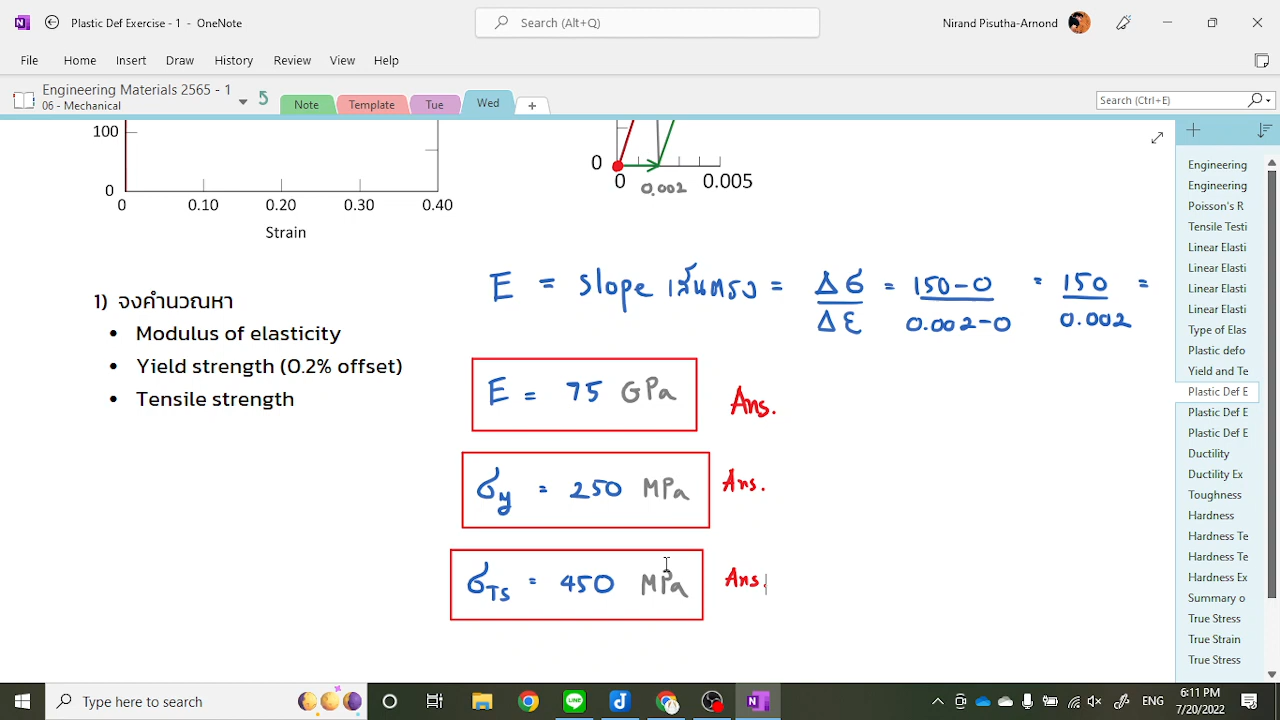 Plastic Def Exercise - 1 - OneNote
Search (Alt+Q)
Nirand Pisutha-Arnond
File Home Insert Draw History Review View Help
Engineering Materials 2565 - 1
06 - Mechanical
Note Template Tue Wed +
Search (Ctrl+E)
100
0
0 0.10 0.20 0.30 0.40
Strain
0
0 0.002 0.005
1) จงคำนวณหา
• Modulus of elasticity
• Yield strength (0.2% offset)
• Tensile strength
E = slope เส้นตรง = Δσ / Δε = 150-0 / 0.002-0 = 150 / 0.002 =
E = 75 GPa Ans.
σy = 250 MPa Ans.
σTS = 450 MPa Ans.
Engineering
Engineering
Poisson's R
Tensile Testi
Linear Elasti
Linear Elasti
Linear Elasti
Linear Elasti
Type of Elas
Plastic defo
Yield and Te
Plastic Def E
Plastic Def E
Plastic Def E
Ductility
Ductility Ex
Toughness
Hardness
Hardness Te
Hardness Te
Hardness Ex
Summary o
True Stress
True Strain
True Stress
Type here to search
6:11 PM
7/20/2022